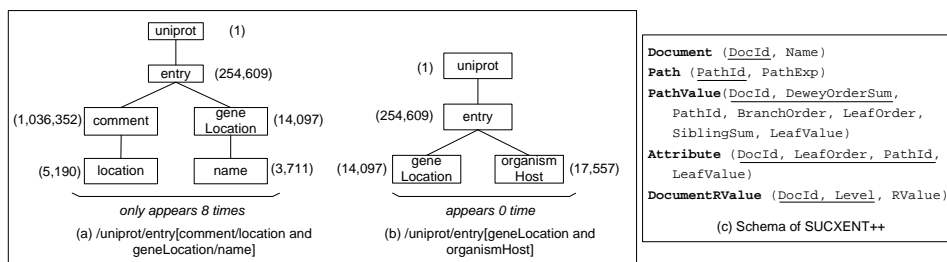 uniprot (1)
entry (254,609)
(1,036,352) comment gene Location (14,097)
(5,190) location name (3,711)
only appears 8 times
(a) /uniprot/entry[comment/location and
geneLocation/name]
(1) uniprot
(254,609) entry
(14,097) gene Location organism Host (17,557)
appears 0 time
(b) /uniprot/entry[geneLocation and
organismHost]
Document (DocId, Name)
Path (PathId, PathExp)
PathValue(DocId, DeweyOrderSum,
PathId, BranchOrder, LeafOrder,
SiblingSum, LeafValue)
Attribute (DocId, LeafOrder, PathId,
LeafValue)
DocumentRValue (DocId, Level, RValue)
(c) Schema of SUCXENT++